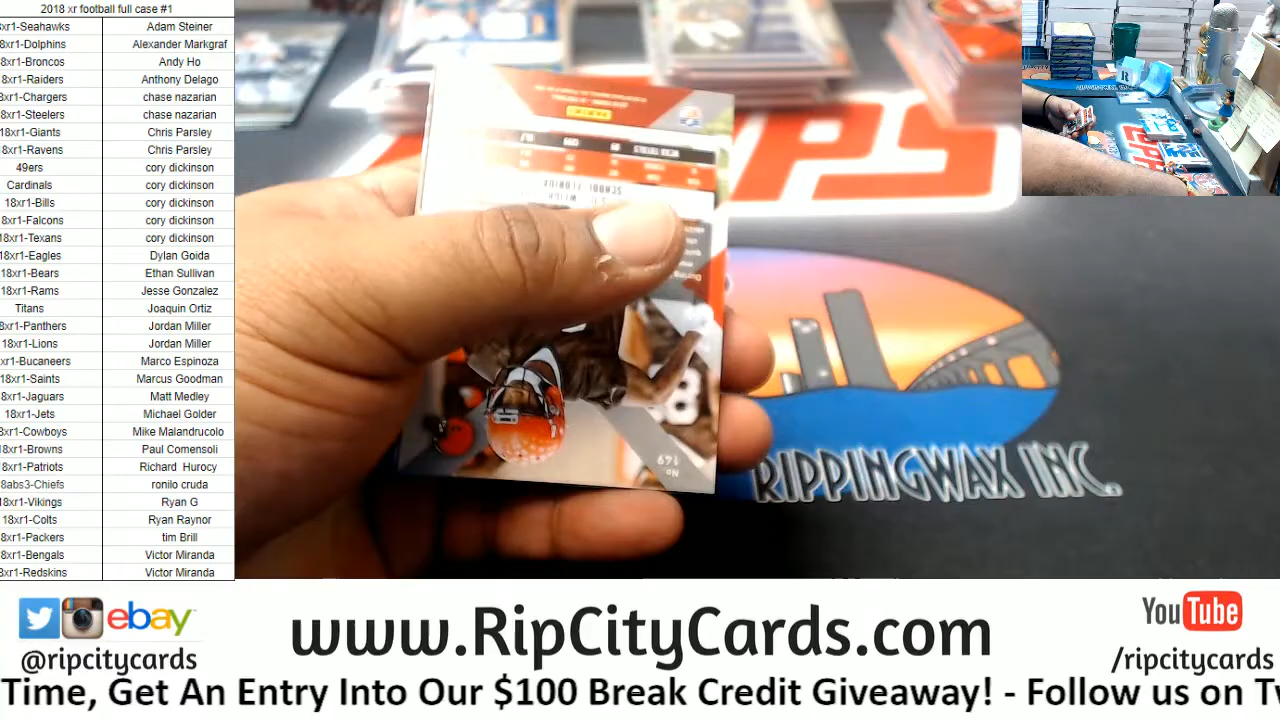 2018 xr football full case #1
xr1-Seahawks Adam Steiner
8xr1-Dolphins Alexander Markgraf
8xr1-Broncos Andy Ho
8xr1-Raiders Anthony Delago
8xr1-Chargers chase nazarian
8xr1-Steelers chase nazarian
18xr1-Giants Chris Parsley
18xr1-Ravens Chris Parsley
49ers cory dickinson
Cardinals cory dickinson
18xr1-Bills cory dickinson
8xr1-Falcons cory dickinson
18xr1-Texans cory dickinson
18xr1-Eagles Dylan Goida
18xr1-Bears Ethan Sullivan
18xr1-Rams Jesse Gonzalez
Titans Joaquin Ortiz
8xr1-Panthers Jordan Miller
18xr1-Lions Jordan Miller
xr1-Bucaneers Marco Espinoza
18xr1-Saints Marcus Goodman
8xr1-Jaguars Matt Medley
18xr1-Jets Michael Golder
8xr1-Cowboys Mike Malandrucolo
18xr1-Browns Paul Comensoli
18xr1-Patriots Richard Hurocy
8abs3-Chiefs ronilo cruda
18xr1-Vikings Ryan G
18xr1-Colts Ryan Raynor
8xr1-Packers tim Brill
8xr1-Bengals Victor Miranda
8xr1-Redskins Victor Miranda
PANINI
SCHOOL: FLORIDA
No. 149
PS
RIPPINGWAX INC.
ebay
@ripcitycards
www.RipCityCards.com
YouTube
/ripcitycards
Time, Get An Entry Into Our $100 Break Credit Giveaway! - Follow us on Tw